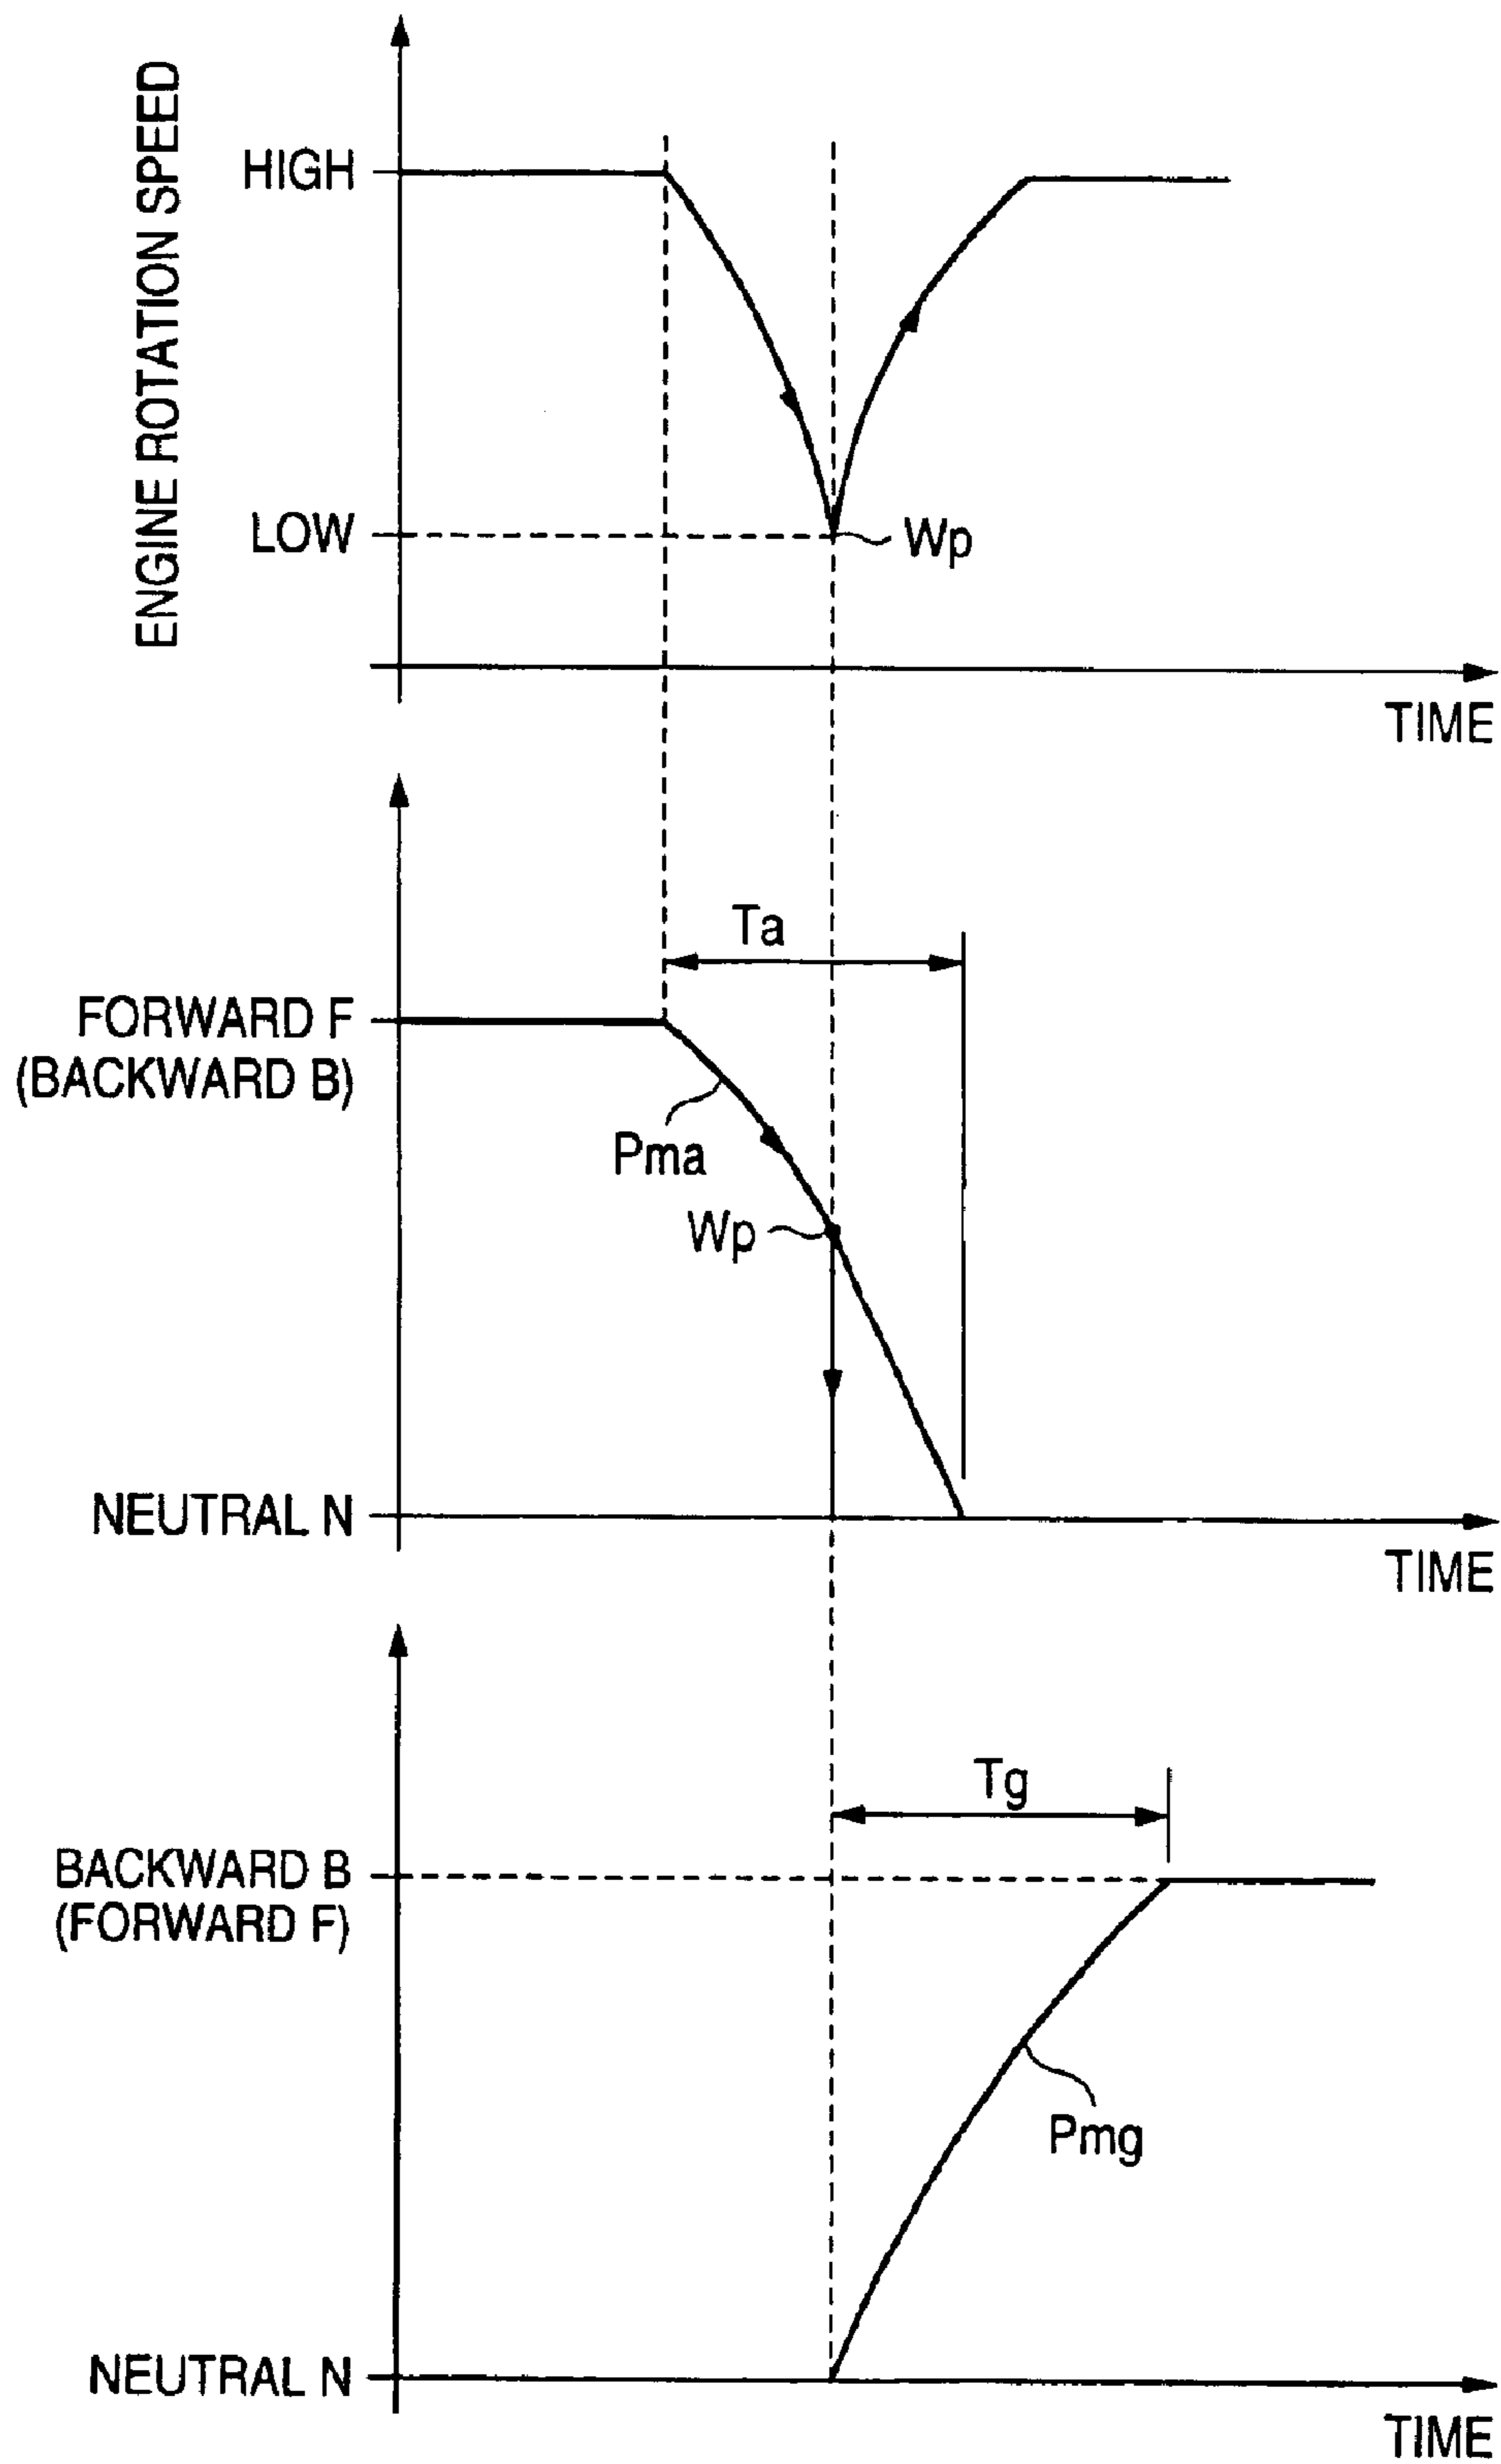 ENGINE ROTATION SPEED
HIGH
LOW
Wp
TIME
Ta
FORWARD F
(BACKWARD B)
Pma
Wp
NEUTRAL N
TIME
Tg
BACKWARD B
(FORWARD F)
Pmg
NEUTRAL N
TIME